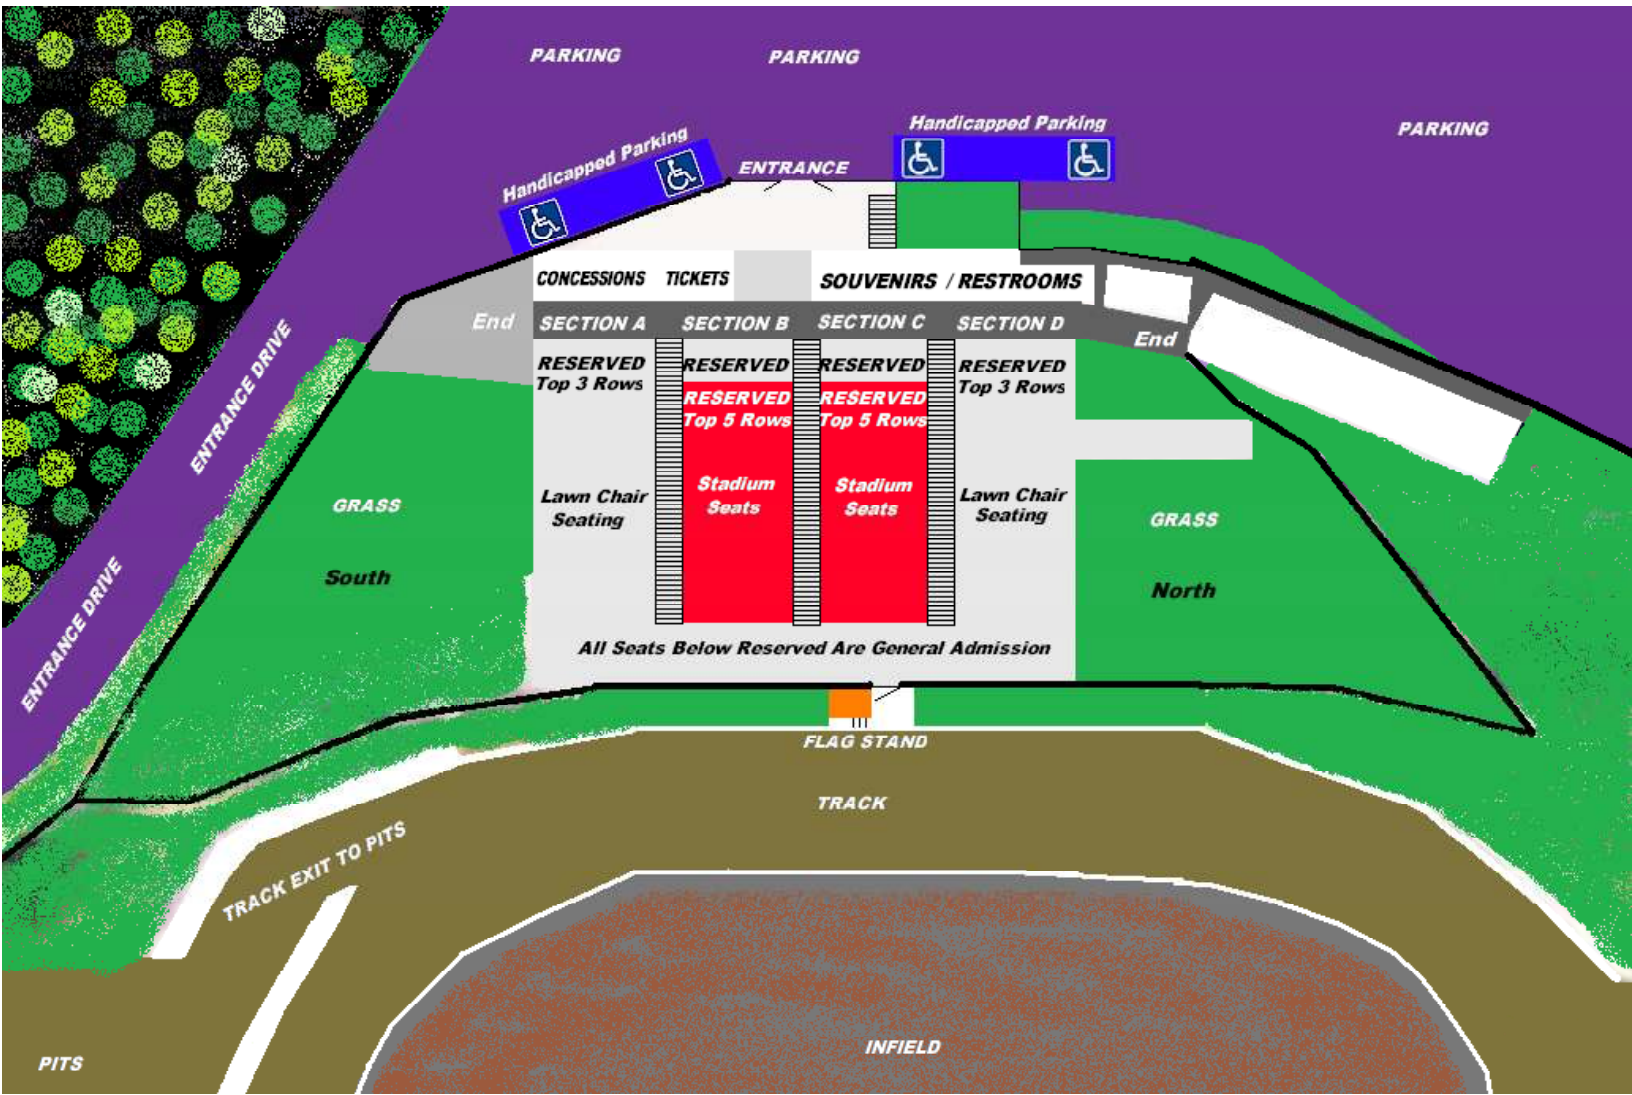 PARKING
PARKING
Handicapped Parking
PARKING
Handicapped Parking
ENTRANCE
CONCESSIONS
TICKETS
SOUVENIRS / RESTROOMS
End
SECTION A
SECTION B
SECTION C
SECTION D
End
ENTRANCE DRIVE
RESERVED
Top 3 Rows
RESERVED
RESERVED
RESERVED
Top 3 Rows
RESERVED
Top 5 Rows
RESERVED
Top 5 Rows
Stadium
Seats
Stadium
Seats
Lawn Chair
Seating
Lawn Chair
Seating
GRASS
GRASS
South
North
ENTRANCE DRIVE
All Seats Below Reserved Are General Admission
FLAG STAND
TRACK
TRACK EXIT TO PITS
INFIELD
PITS